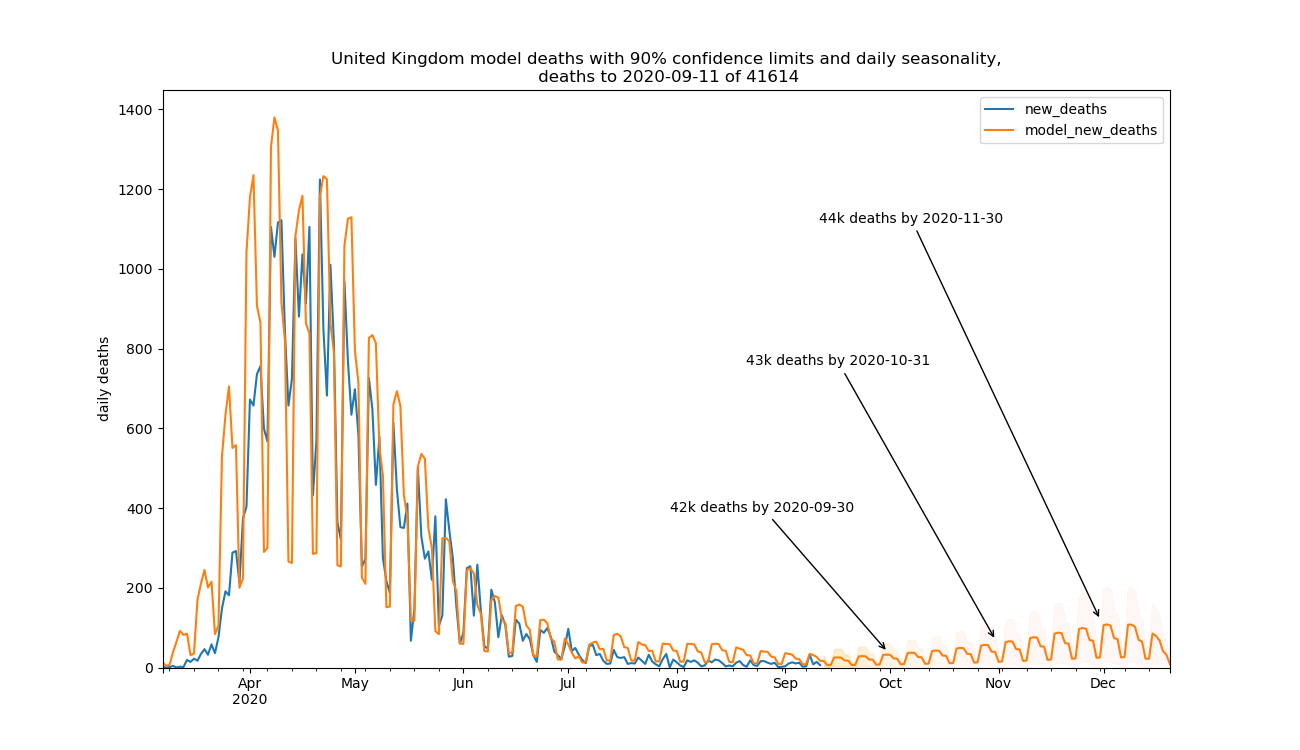 United Kingdom model deaths with 90% confidence limits and daily seasonality,
deaths to 2020-09-11 of 41614
1400
1200
1000
800
600
400
200
0
daily deaths
new_deaths
model_new_deaths
44k deaths by 2020-11-30
43k deaths by 2020-10-31
42k deaths by 2020-09-30
Apr
2020
May
Jun
Jul
Aug
Sep
Oct
Nov
Dec